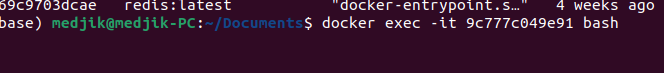 69c9703dcae redis:latest "docker-entrypoint.s…" 4 weeks ago
base) medjik@medjik-PC:~/Documents$ docker exec -it 9c777c049e91 bash